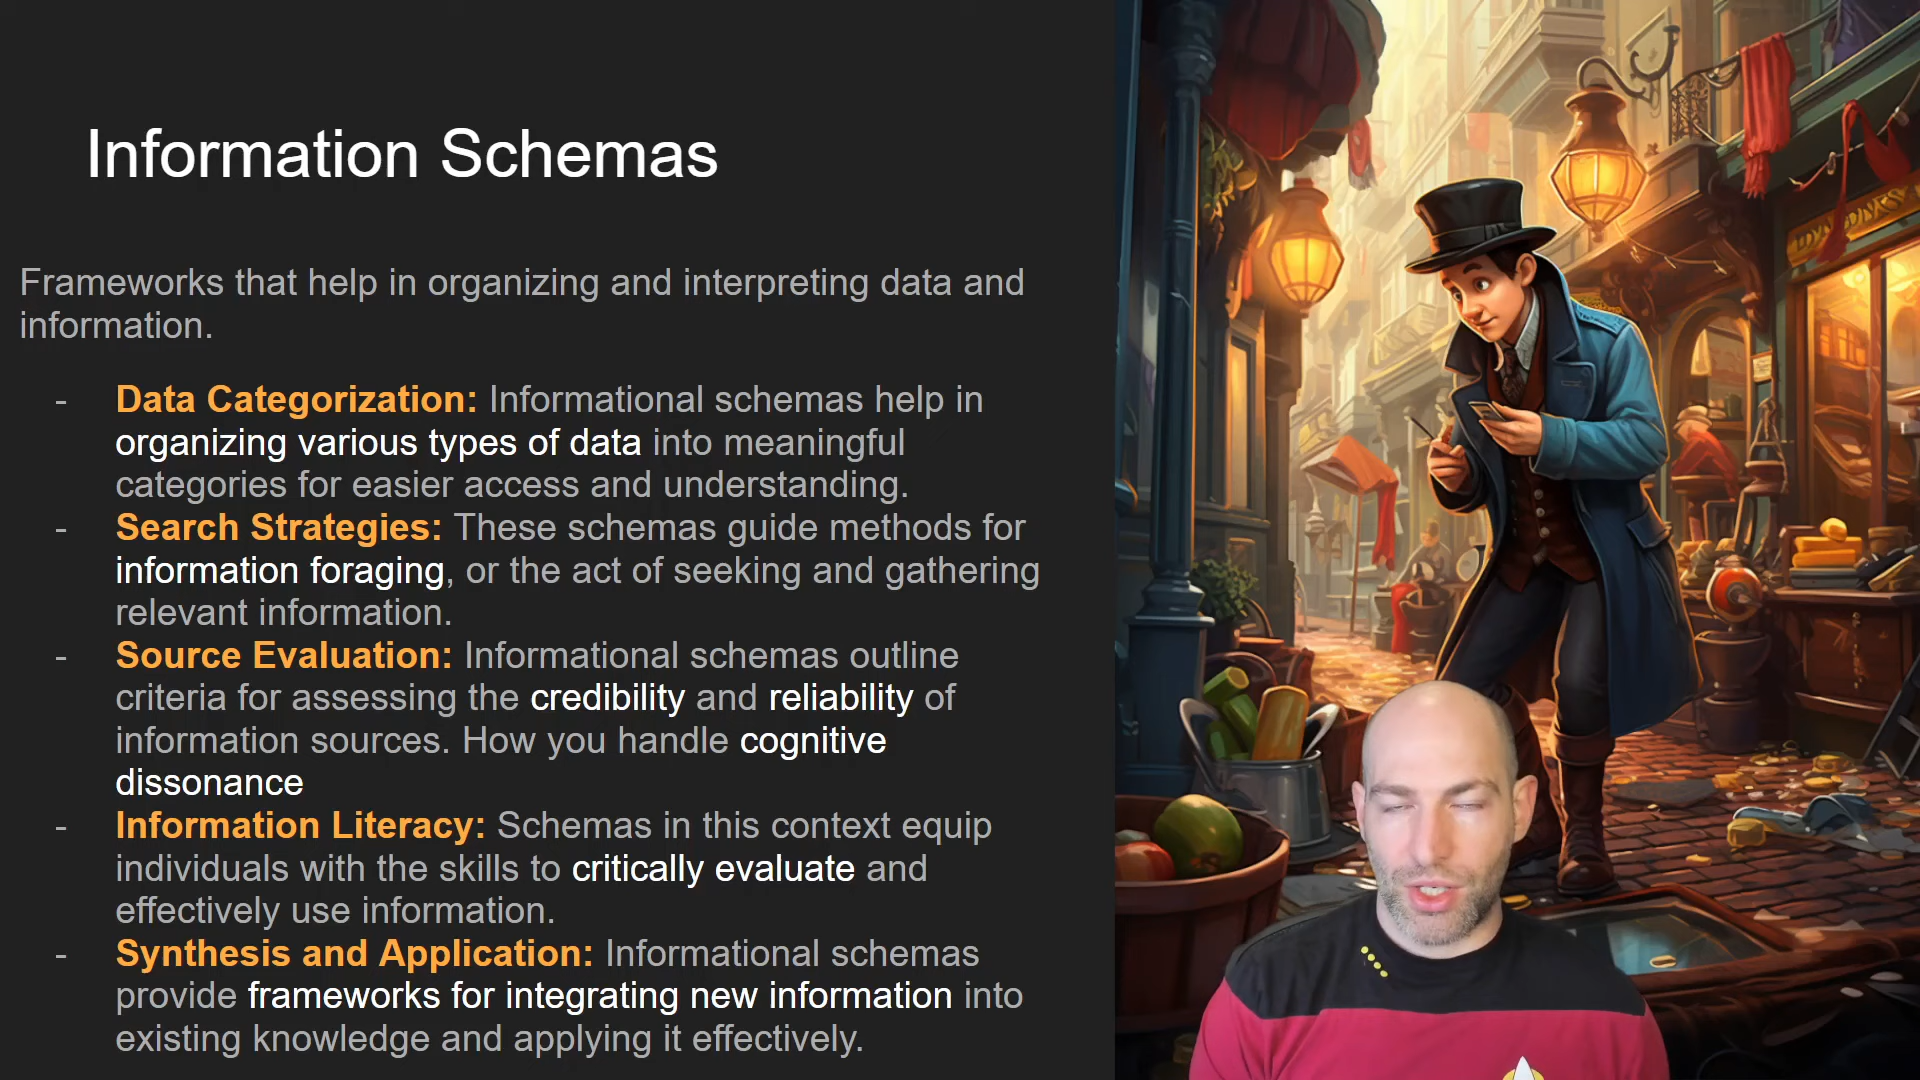 Information Schemas
Frameworks that help in organizing and interpreting data and
information.
- Data Categorization: Informational schemas help in
organizing various types of data into meaningful
categories for easier access and understanding.
- Search Strategies: These schemas guide methods for
information foraging, or the act of seeking and gathering
relevant information.
- Source Evaluation: Informational schemas outline
criteria for assessing the credibility and reliability of
information sources. How you handle cognitive
dissonance
- Information Literacy: Schemas in this context equip
individuals with the skills to critically evaluate and
effectively use information.
- Synthesis and Application: Informational schemas
provide frameworks for integrating new information into
existing knowledge and applying it effectively.